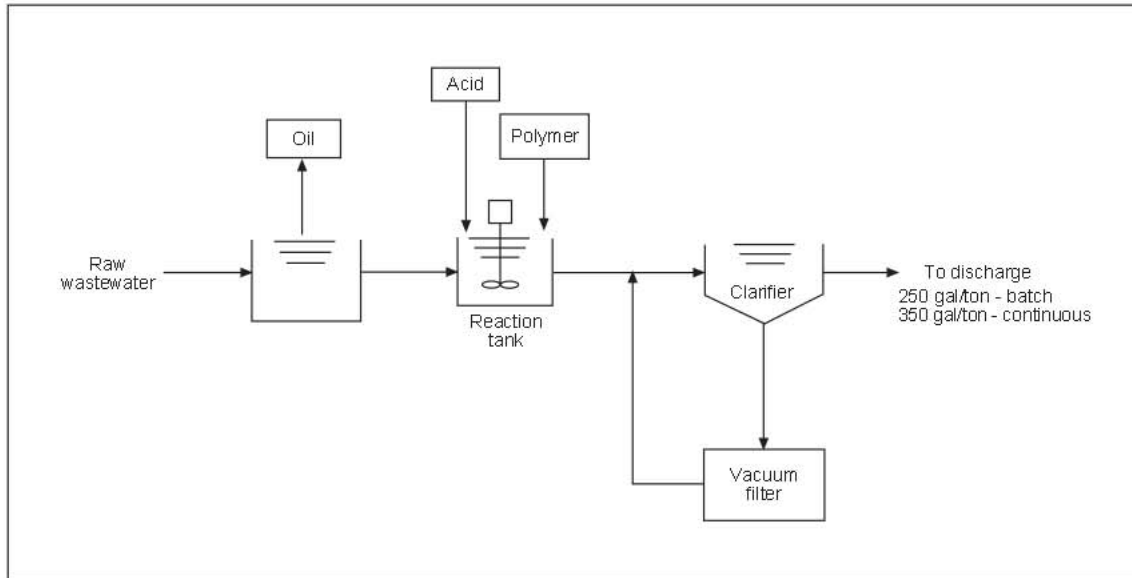 Acid
Polymer
Oil
Raw
wastewater
Reaction
tank
Clarifier
To discharge
250 gal/ton - batch
350 gal/ton - continuous
Vacuum
filter